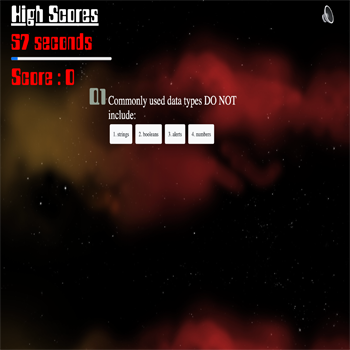 High Scores
57 seconds
Score : 0
Q1 Commonly used data types DO NOT
include:
1. strings 2. booleans 3. alerts 4. numbers